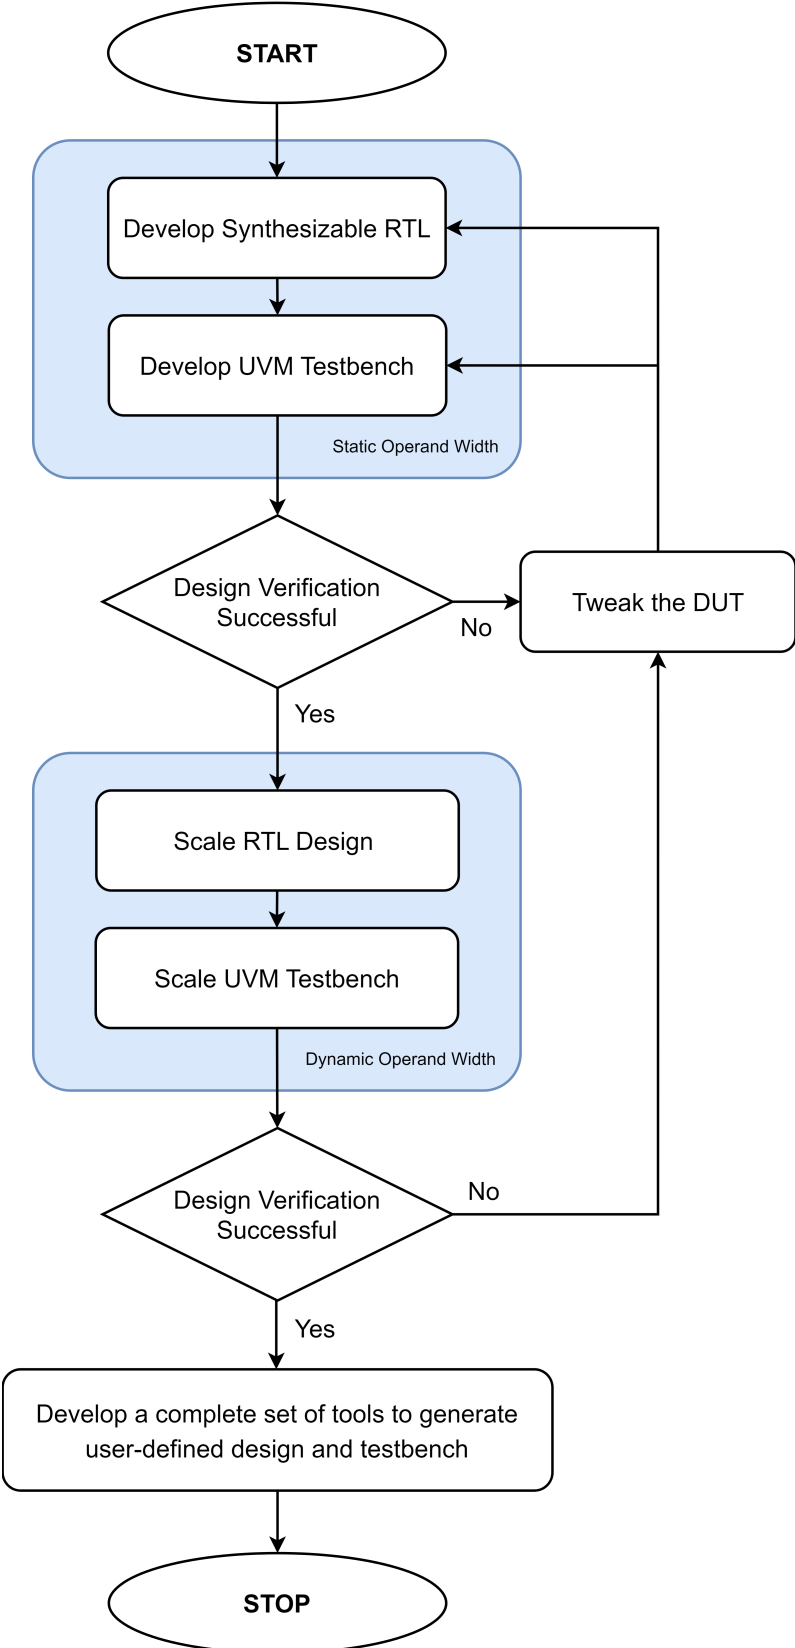 START
Develop Synthesizable RTL
Develop UVM Testbench
Static Operand Width
Design Verification
Successful
No
Tweak the DUT
Yes
Scale RTL Design
Scale UVM Testbench
Dynamic Operand Width
Design Verification
Successful
No
Yes
Develop a complete set of tools to generate
user-defined design and testbench
STOP